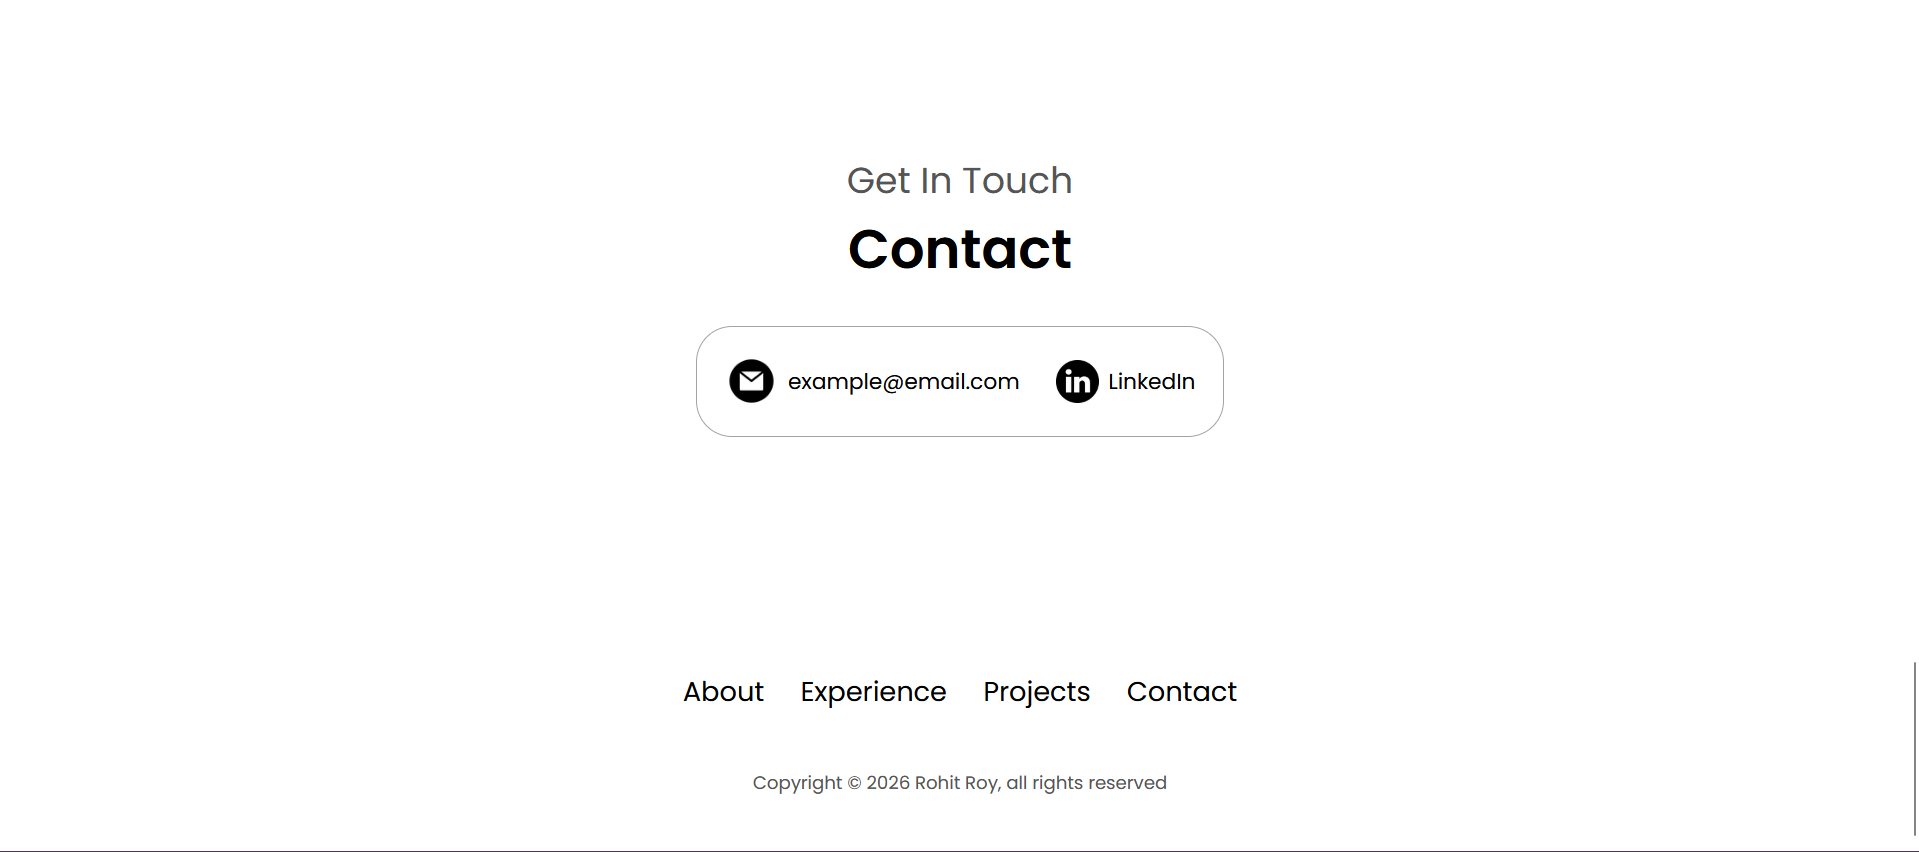 Get In Touch
Contact
example@email.com LinkedIn
About Experience Projects Contact
Copyright © 2026 Rohit Roy, all rights reserved